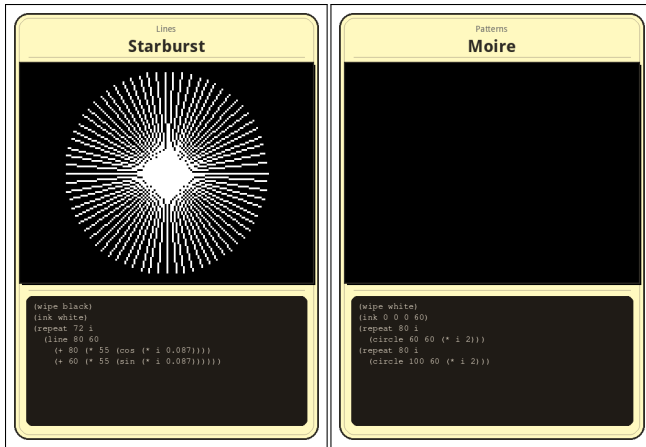 Lines
Starburst
(wipe black)
(ink white)
(repeat 72 i
(line 80 60
(+ 80 (* 55 (cos (* i 0.087))))
(+ 60 (* 55 (sin (* i 0.087))))))
Patterns
Moire
(wipe white)
(ink 0 0 0 60)
(repeat 80 i
(circle 60 60 (* i 2)))
(repeat 80 i
(circle 100 60 (* i 2)))